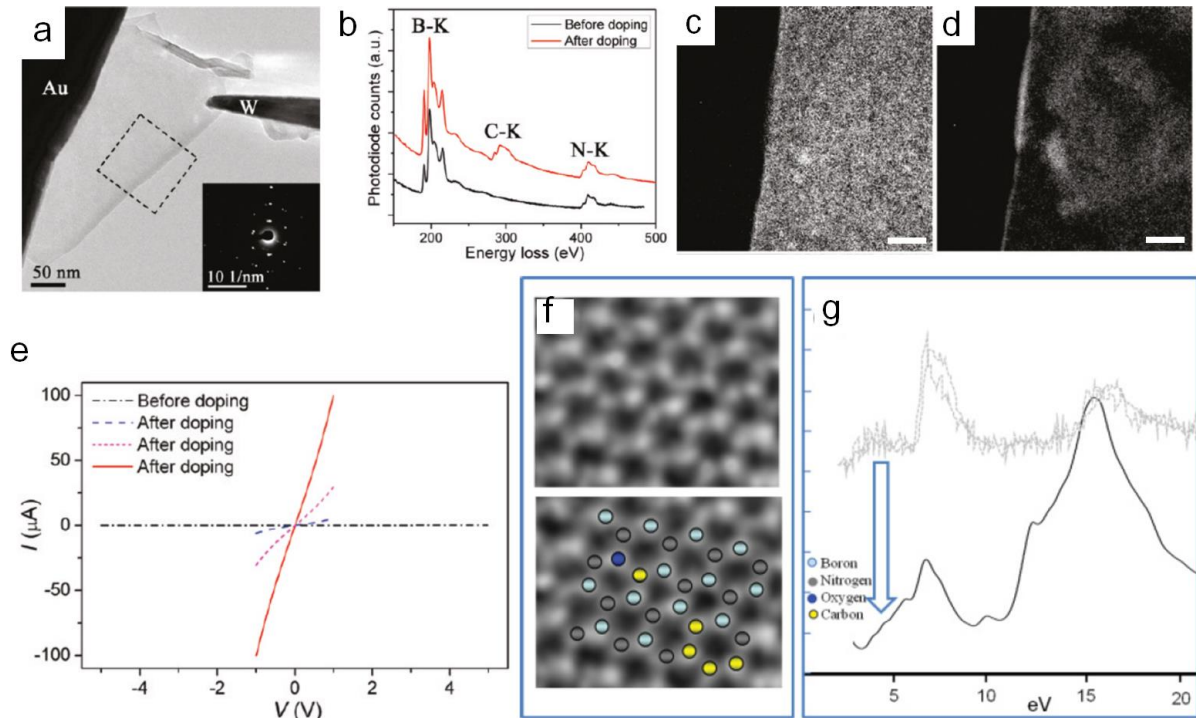 a
Au
W
50 nm
10 1/nm
b
B-K
C-K
N-K
Before doping
After doping
Photodiode counts (a.u.)
200 300 400 500
Energy loss (eV)
c
d
e
Before doping
After doping
After doping
After doping
I (μA)
100
50
0
-50
-100
-4 -2 0 2 4
V (V)
f
g
Boron
Nitrogen
Oxygen
Carbon
5 10 15 20
eV